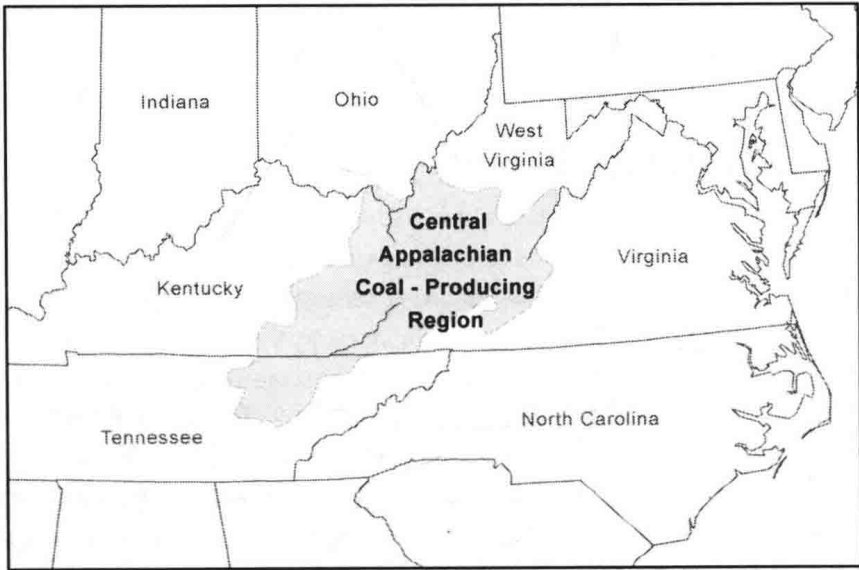 Indiana
Ohio
West
Virginia
Central
Appalachian
Coal - Producing
Region
Virginia
Kentucky
North Carolina
Tennessee